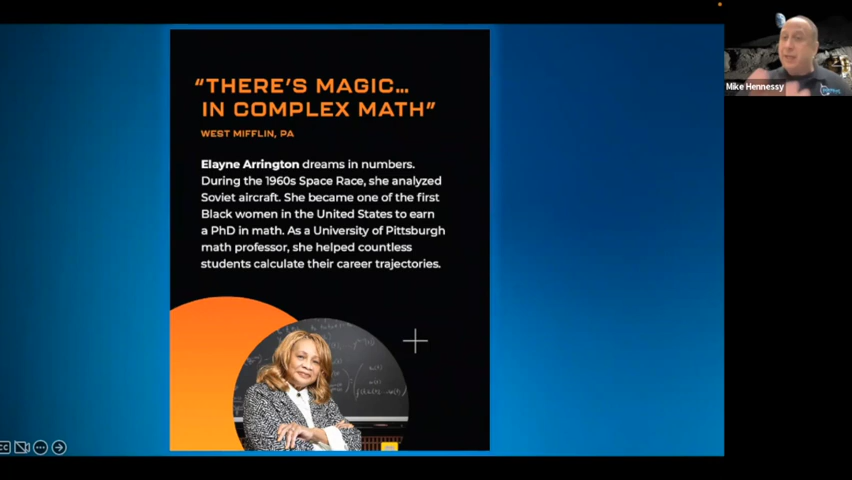 “THERE’S MAGIC...
IN COMPLEX MATH”
WEST MIFFLIN, PA
Elayne Arrington dreams in numbers.
During the 1960s Space Race, she analyzed
Soviet aircraft. She became one of the first
Black women in the United States to earn
a PhD in math. As a University of Pittsburgh
math professor, she helped countless
students calculate their career trajectories.
Mike Hennessy
CC